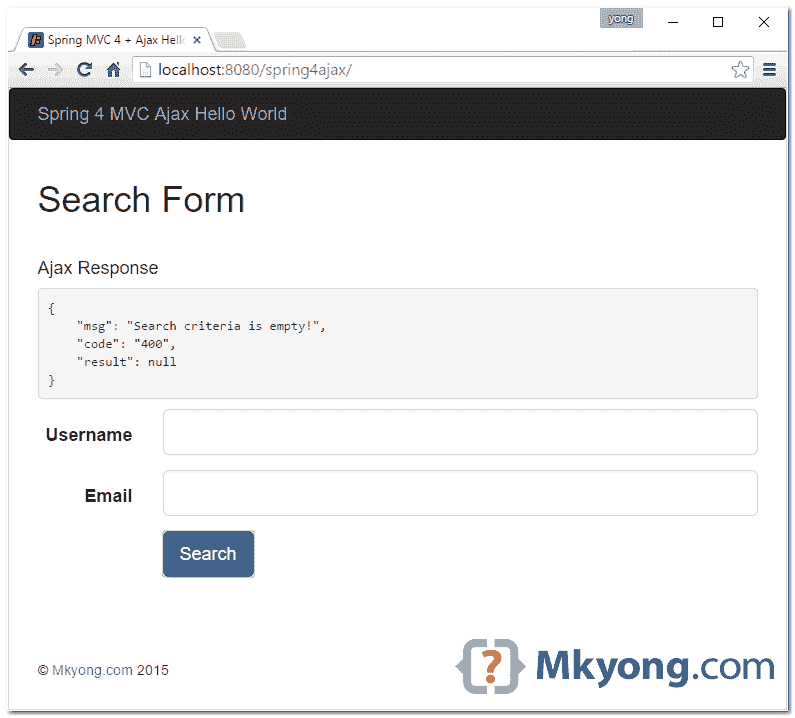 yong
Spring MVC 4 + Ajax Hell
localhost:8080/spring4ajax/
Spring 4 MVC Ajax Hello World
Search Form
Ajax Response
{
"msg": "Search criteria is empty!",
"code": "400",
"result": null
}
Username
Email
Search
© Mkyong.com 2015
{?} Mkyong.com